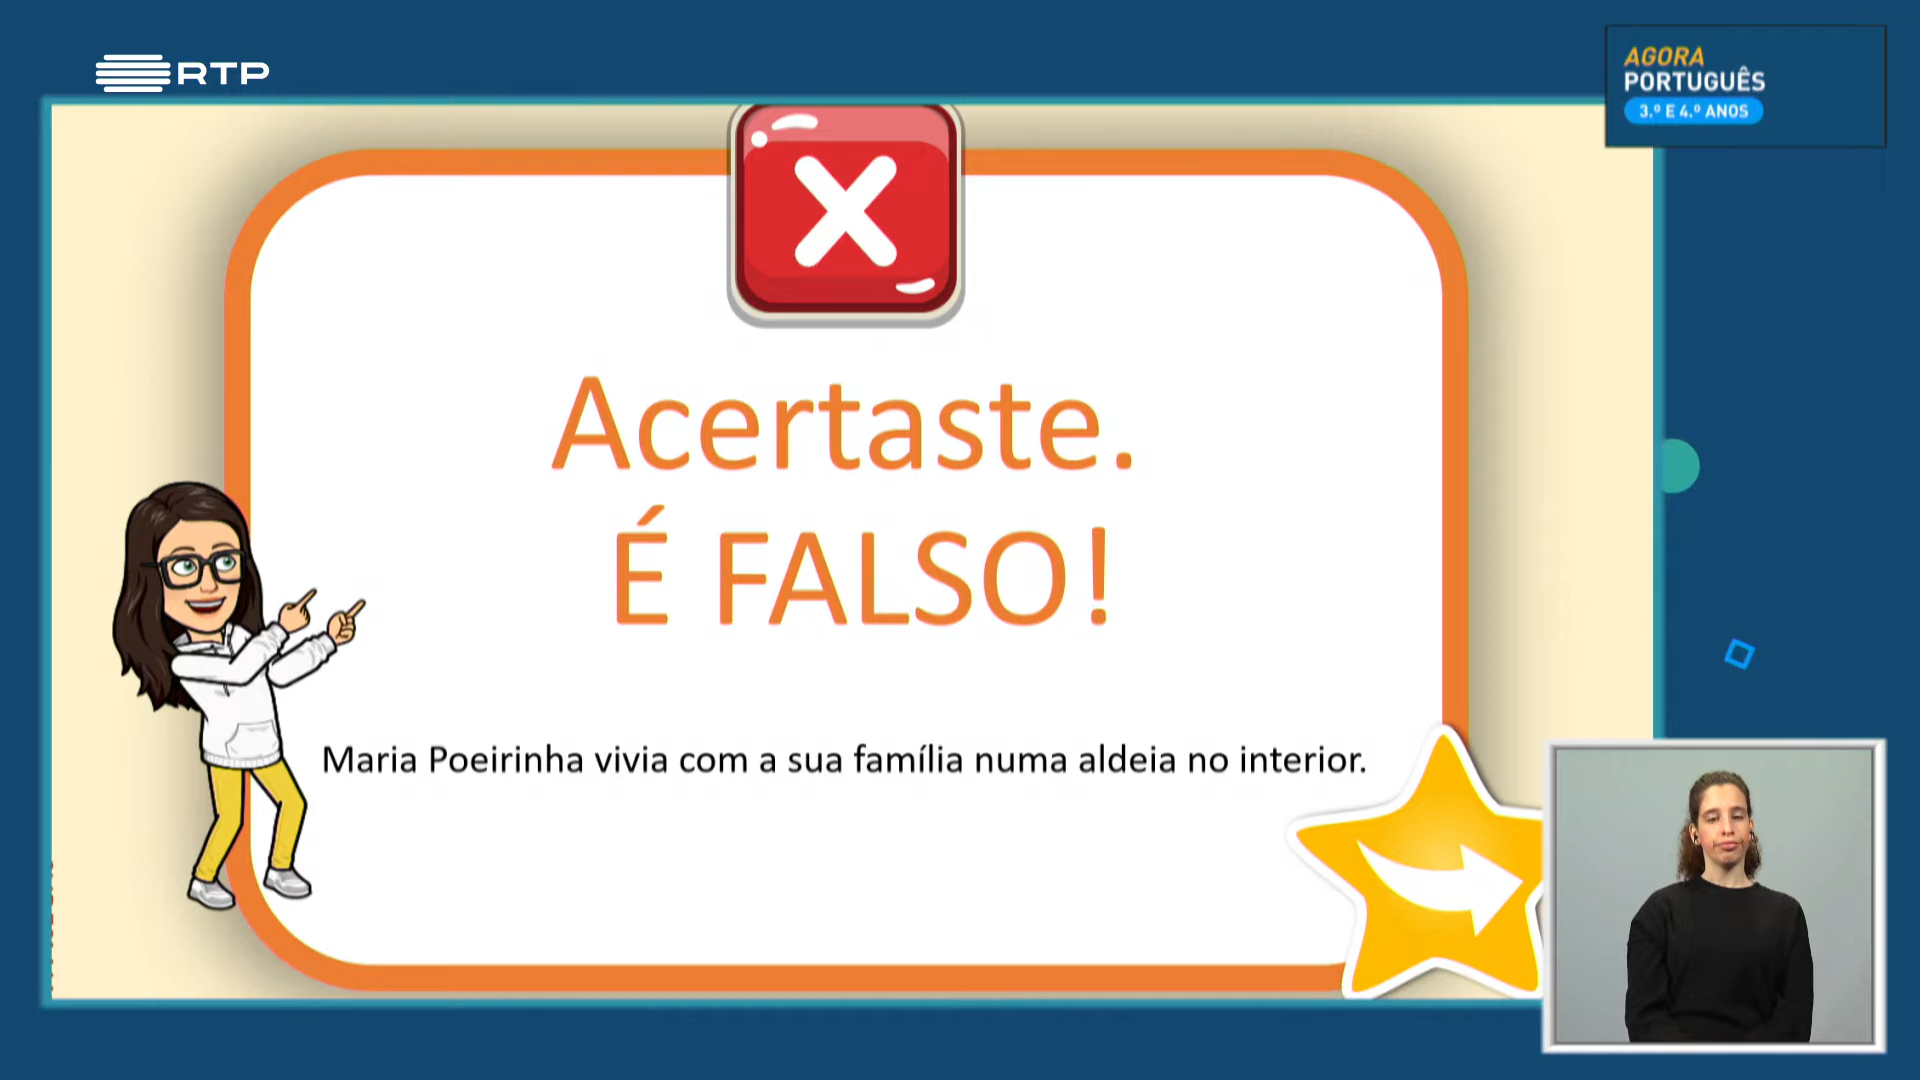 RTP
AGORA
PORTUGUÊS
3.º E 4.º ANOS
Acertaste.
É FALSO!
Maria Poeirinha vivia com a sua família numa aldeia no interior.